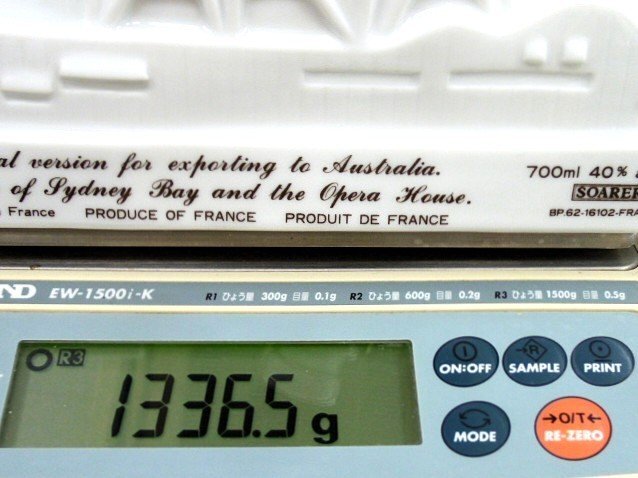 version for exporting to Australia.
of Sydney Bay and the Opera House.
France PRODUCE OF FRANCE PRODUIT DE FRANCE
700ml 40%
SOARER
BP.62-16102-FRA
AND EW-1500i-K R1 ひょう量 300g 目量 0.1g R2 ひょう量 600g 目量 0.2g R3 ひょう量 1500g 目量 0.5g
R3
1336.5 g
ON:OFF SAMPLE PRINT
MODE →O/T← RE-ZERO